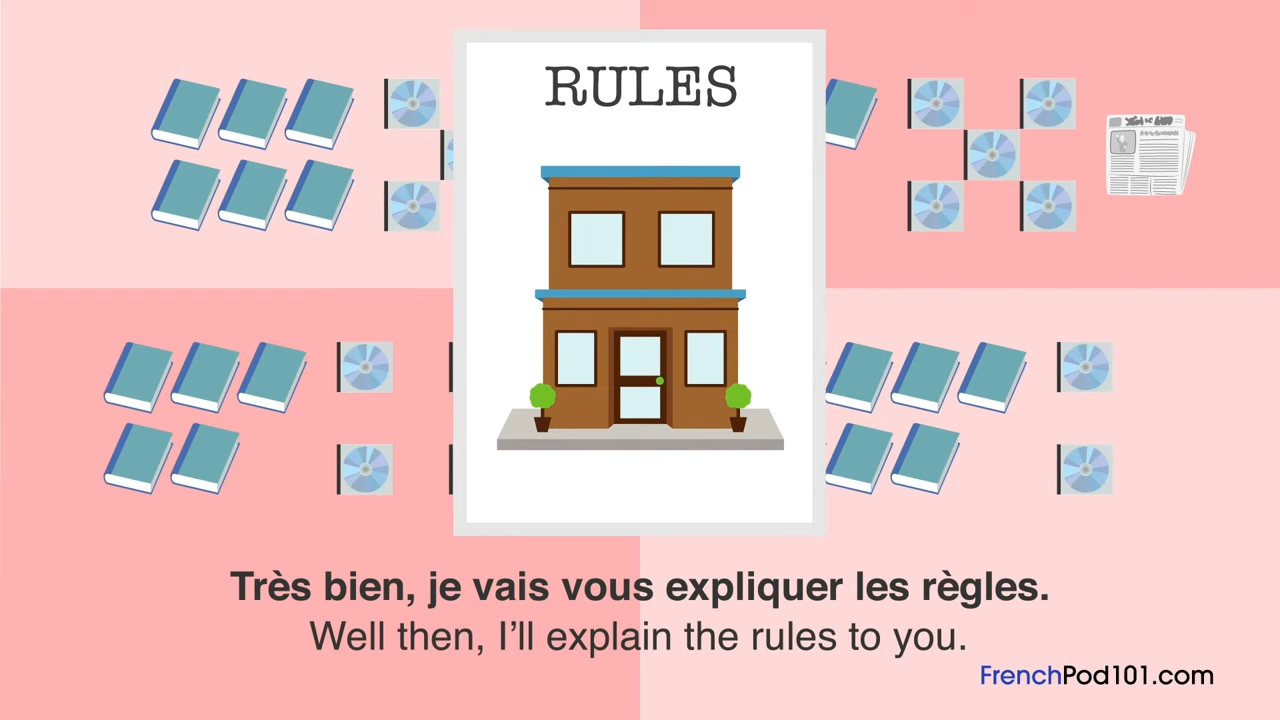 RULES
Très bien, je vais vous expliquer les règles.
Well then, I'll explain the rules to you.
FrenchPod101.com